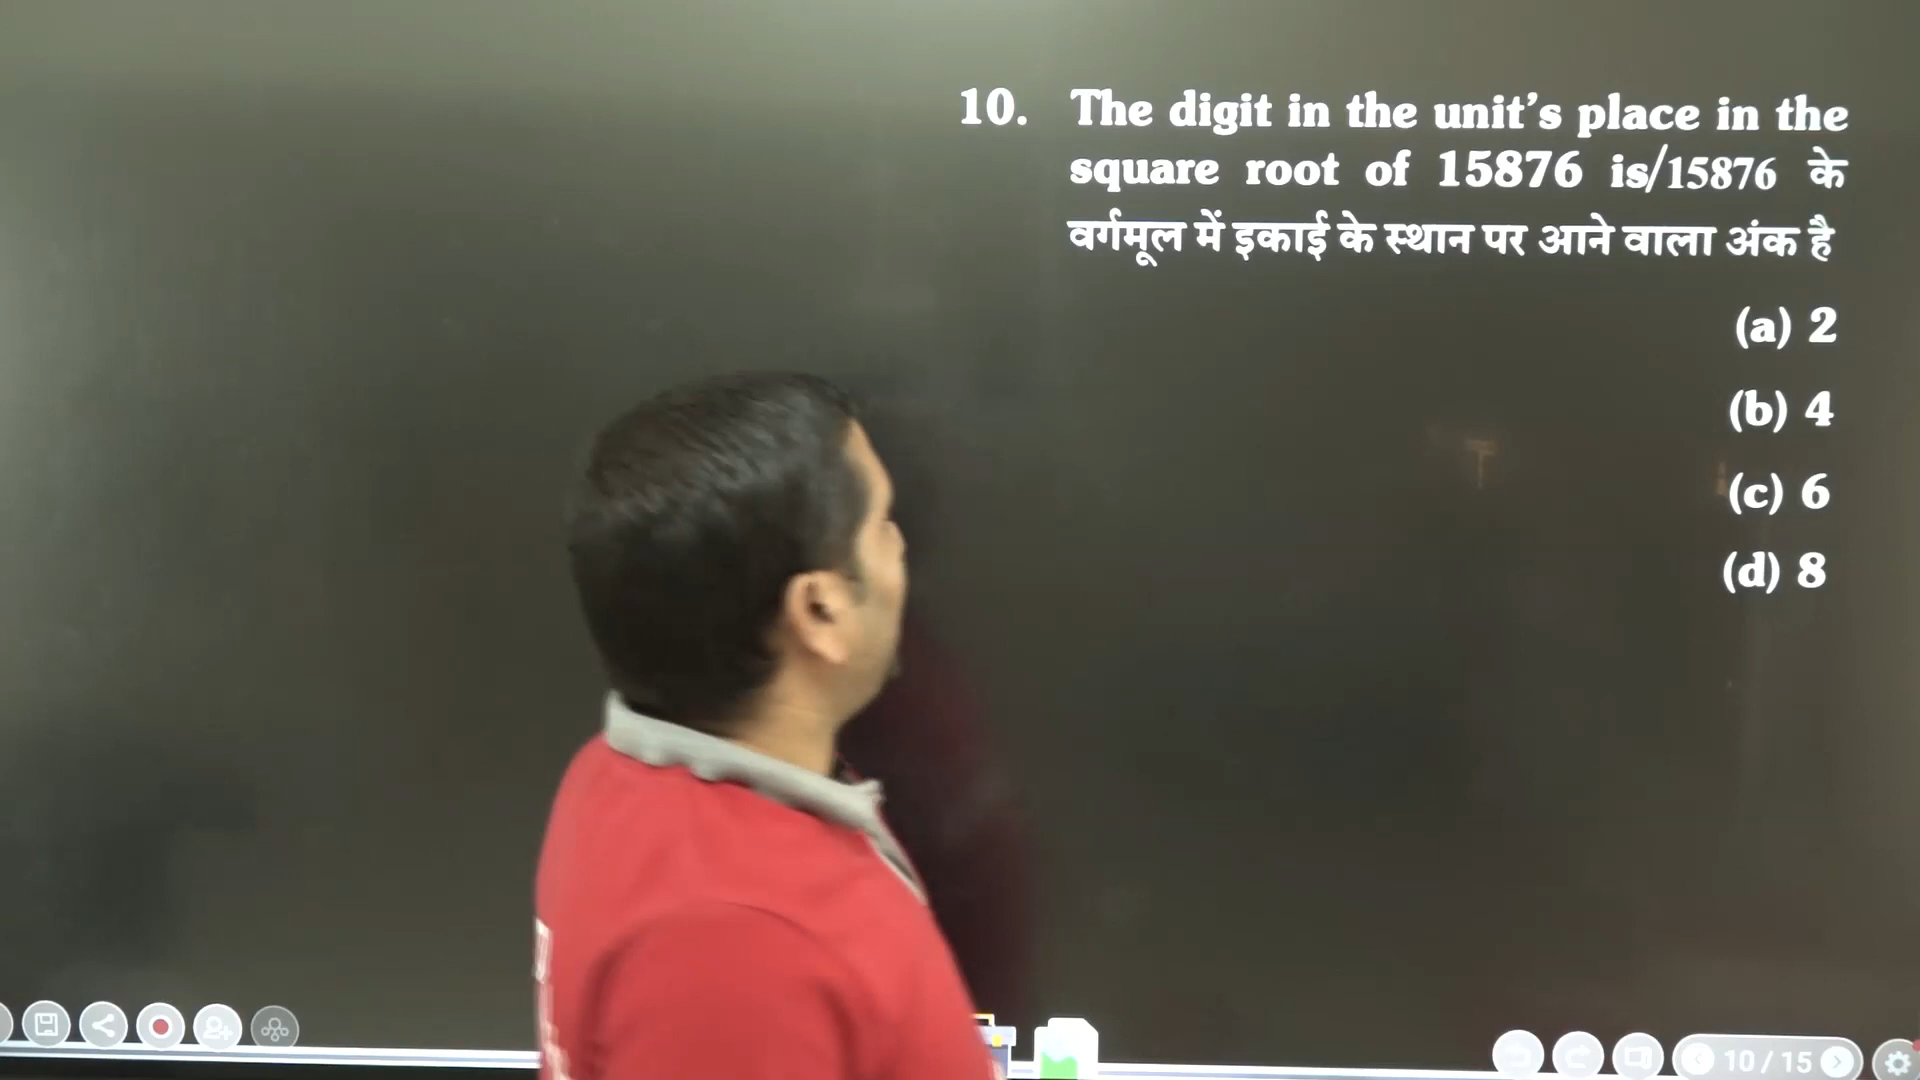 10. The digit in the unit's place in the
square root of 15876 is/15876 के
वर्गमूल में इकाई के स्थान पर आने वाला अंक है
(a) 2
(b) 4
(c) 6
(d) 8
10 / 15